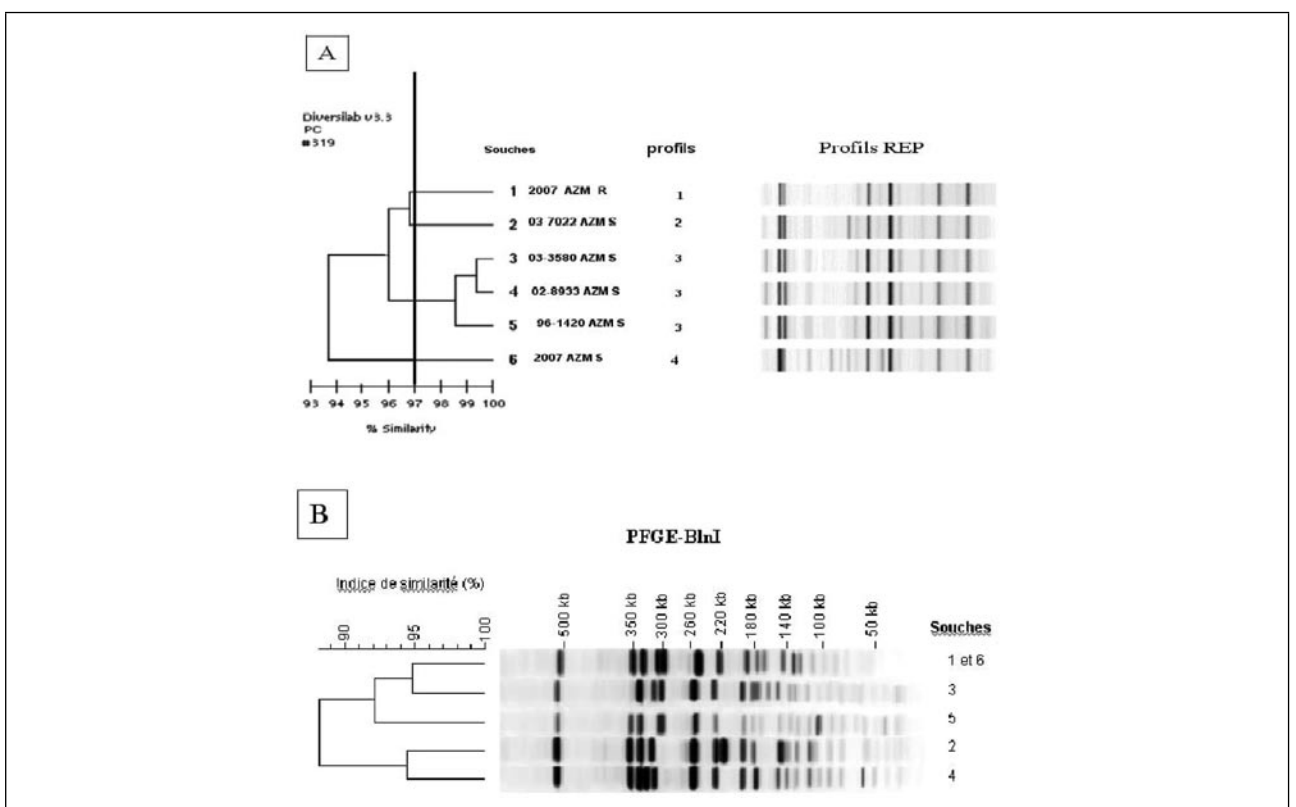 A
Diversilab v3.3
PC
#319
Souches profils Profils REP
1 2007 AZM R 1
2 03 7022 AZM S 2
3 03-3580 AZM S 3
4 02-8933 AZM S 3
5 96-1420 AZM S 3
6 2007 AZM S 4
93 94 95 96 97 98 99 100
% Similarity
B
PFGE-BlnI
Indice de similarité (%)
90 95 100
500 kb 350 kb 300 kb 260 kb 220 kb 180 kb 140 kb 100 kb 50 kb
Souches
1 et 6
3
5
2
4